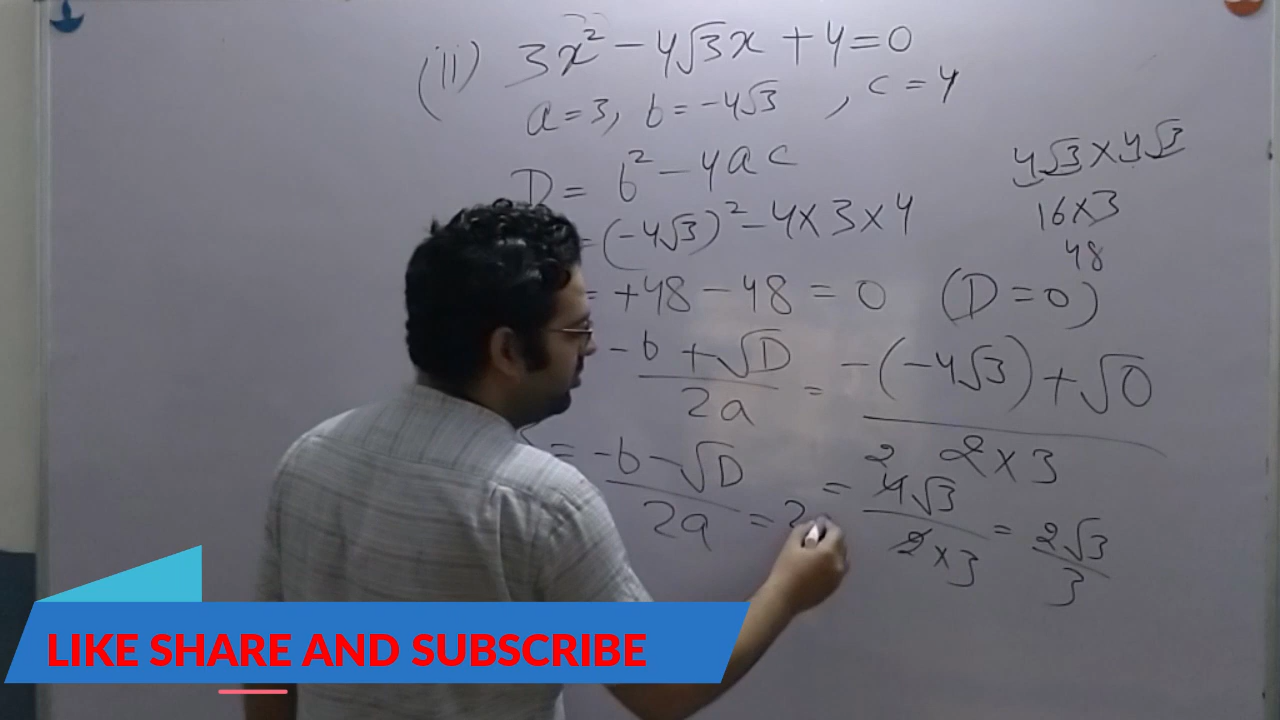 (ii) 3x² - 4√3x + 4 = 0
a = 3, b = -4√3 , c = 4
D = b² - 4ac
= (-4√3)² - 4×3×4
4√3 × 4√3
16×3
48
= +48 - 48 = 0 (D = 0)
-b + √D / 2a = -(-4√3) + √0 / 2×3
= 2 4√3 / 2×3 = 2√3 / 3
= -b - √D / 2a = 2
LIKE SHARE AND SUBSCRIBE